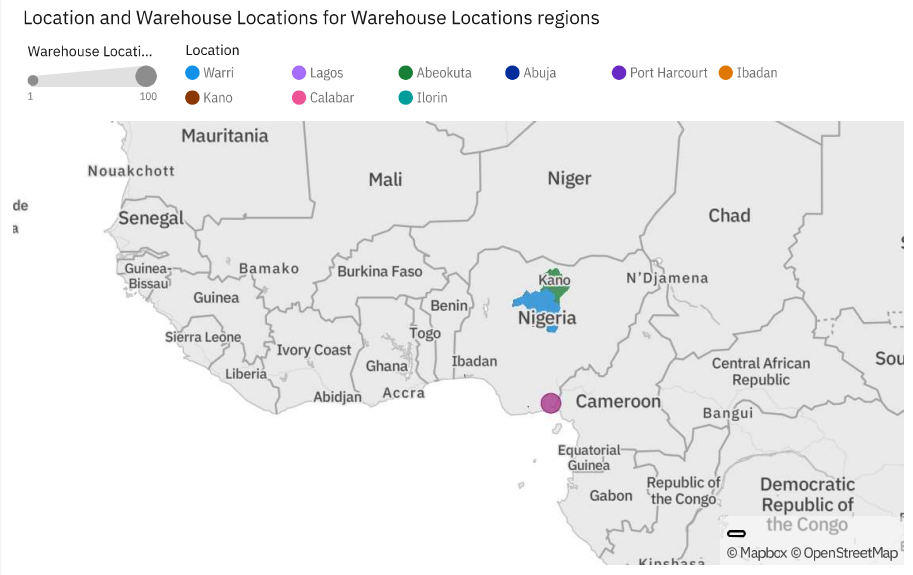 Location and Warehouse Locations for Warehouse Locations regions
Warehouse Locati...
Location
1
100
Warri
Lagos
Abeokuta
Abuja
Port Harcourt
Ibadan
Kano
Calabar
Ilorin
Mauritania
Nouakchott
Mali
Niger
de
a
Senegal
Chad
Guinea-
Bissau
Bamako
Burkina Faso
Kano
N'Djamena
Guinea
Benin
Nigeria
Sierra Leone
Togo
Ivory Coast
Ghana
Ibadan
Liberia
Central African
Republic
Sou
Abidjan
Accra
Cameroon
Bangui
Equatorial
Guinea
Gabon
Republic of
the Congo
Democratic
Republic of
the Congo
Kinshasa
© Mapbox © OpenStreetMap